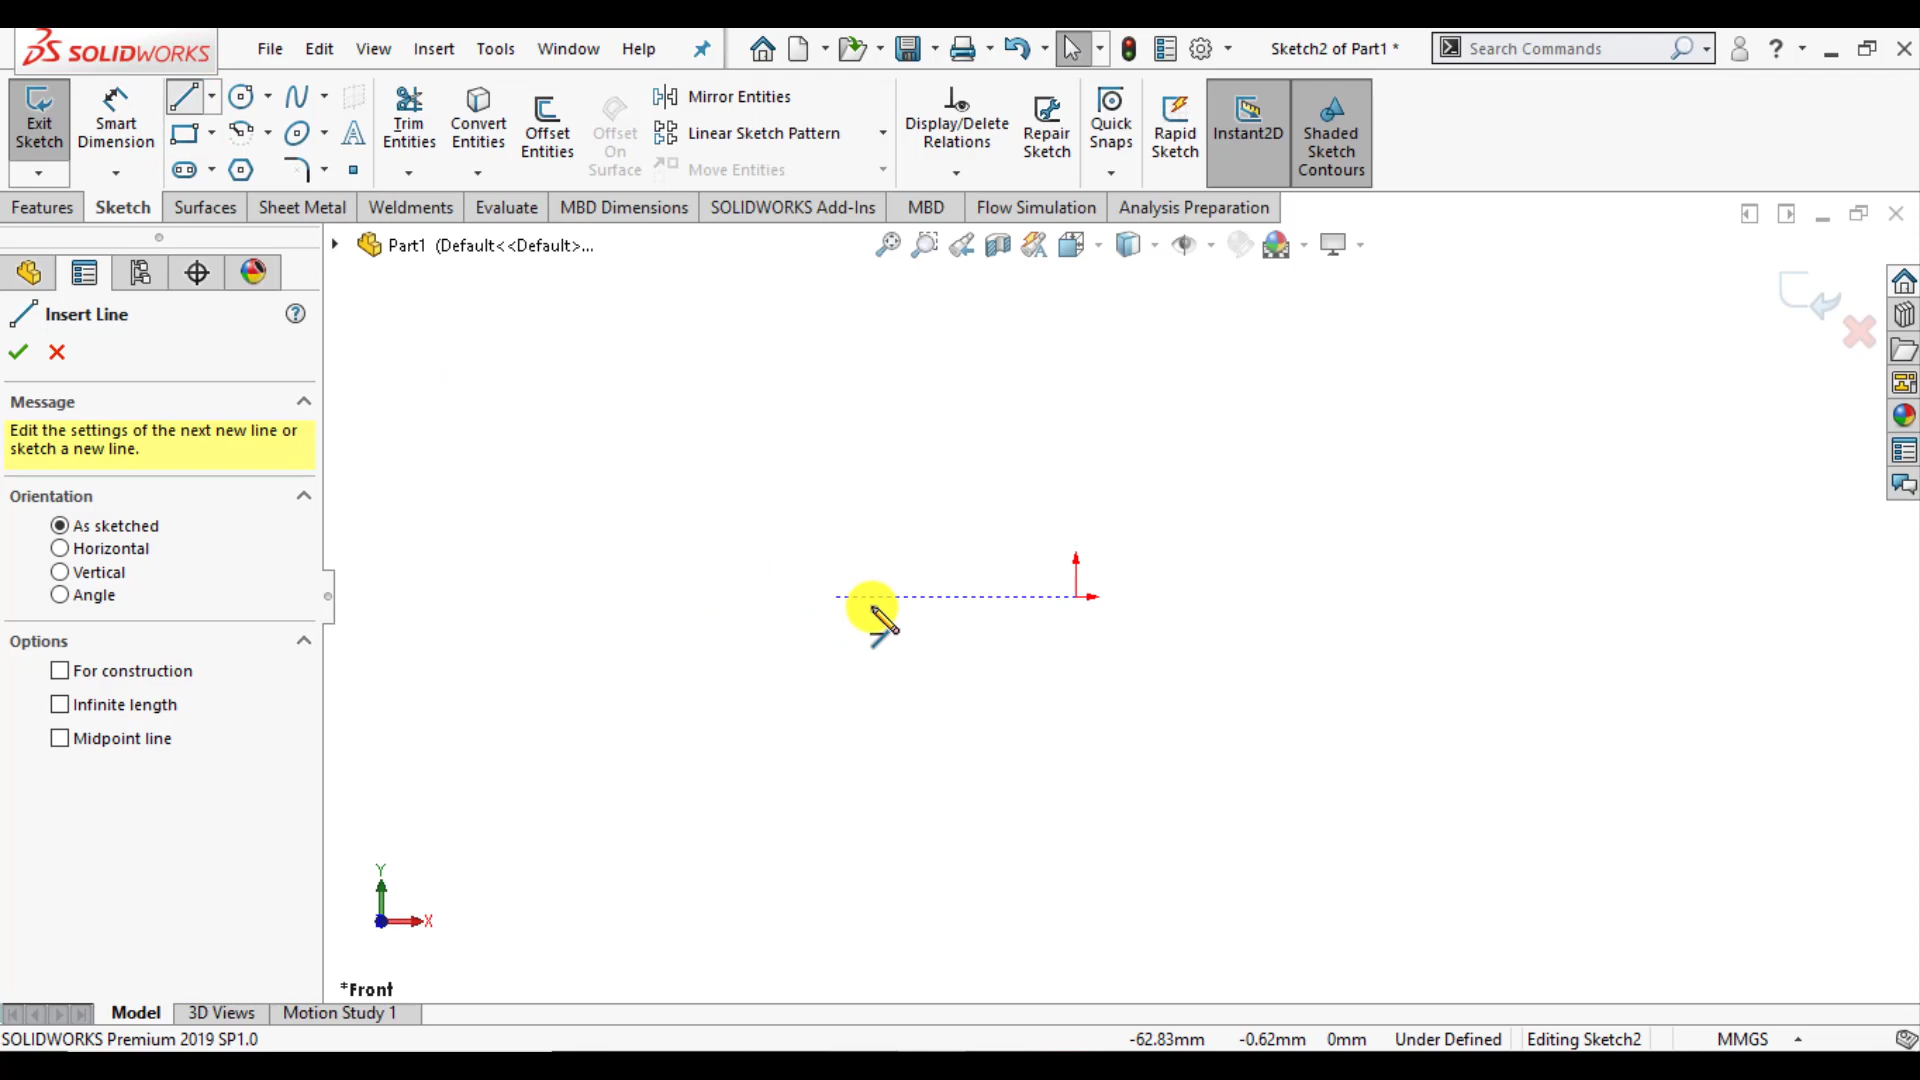 SOLIDWORKS
File Edit View Insert Tools Window Help
Sketch2 of Part1 *
Search Commands
?
Exit Sketch
Smart Dimension
Trim Entities
Convert Entities
Offset Entities
Offset On Surface
Mirror Entities
Linear Sketch Pattern
Move Entities
Display/Delete Relations
Repair Sketch
Quick Snaps
Rapid Sketch
Instant2D
Shaded Sketch Contours
Features Sketch Surfaces Sheet Metal Weldments Evaluate MBD Dimensions SOLIDWORKS Add-Ins MBD Flow Simulation Analysis Preparation
Part1 (Default<<Default>...
Insert Line
?
Message
Edit the settings of the next new line or
sketch a new line.
Orientation
As sketched
Horizontal
Vertical
Angle
Options
For construction
Infinite length
Midpoint line
Y
X
*Front
Model 3D Views Motion Study 1
SOLIDWORKS Premium 2019 SP1.0
-62.83mm -0.62mm 0mm Under Defined Editing Sketch2 MMGS